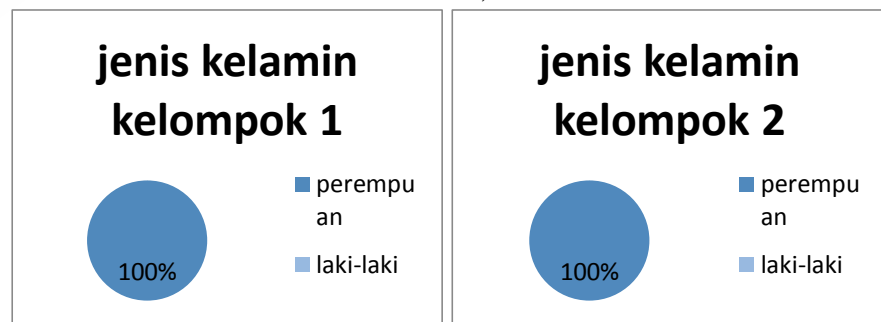 jenis kelamin
kelompok 1
perempu
an
laki-laki
100%
jenis kelamin
kelompok 2
perempu
an
laki-laki
100%